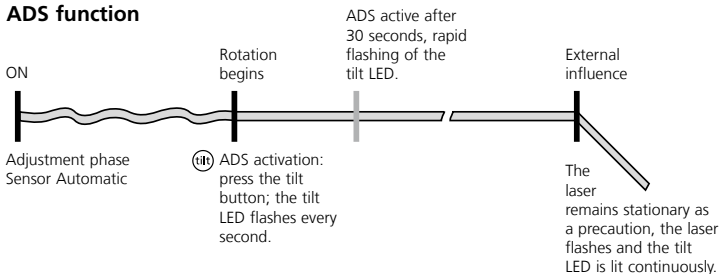 ADS function
ON
Adjustment phase
Sensor Automatic
Rotation
begins
tilt
ADS activation:
press the tilt
button; the tilt
LED flashes every
second.
ADS active after
30 seconds, rapid
flashing of the
tilt LED.
External
influence
The
laser
remains stationary as
a precaution, the laser
flashes and the tilt
LED is lit continuously.